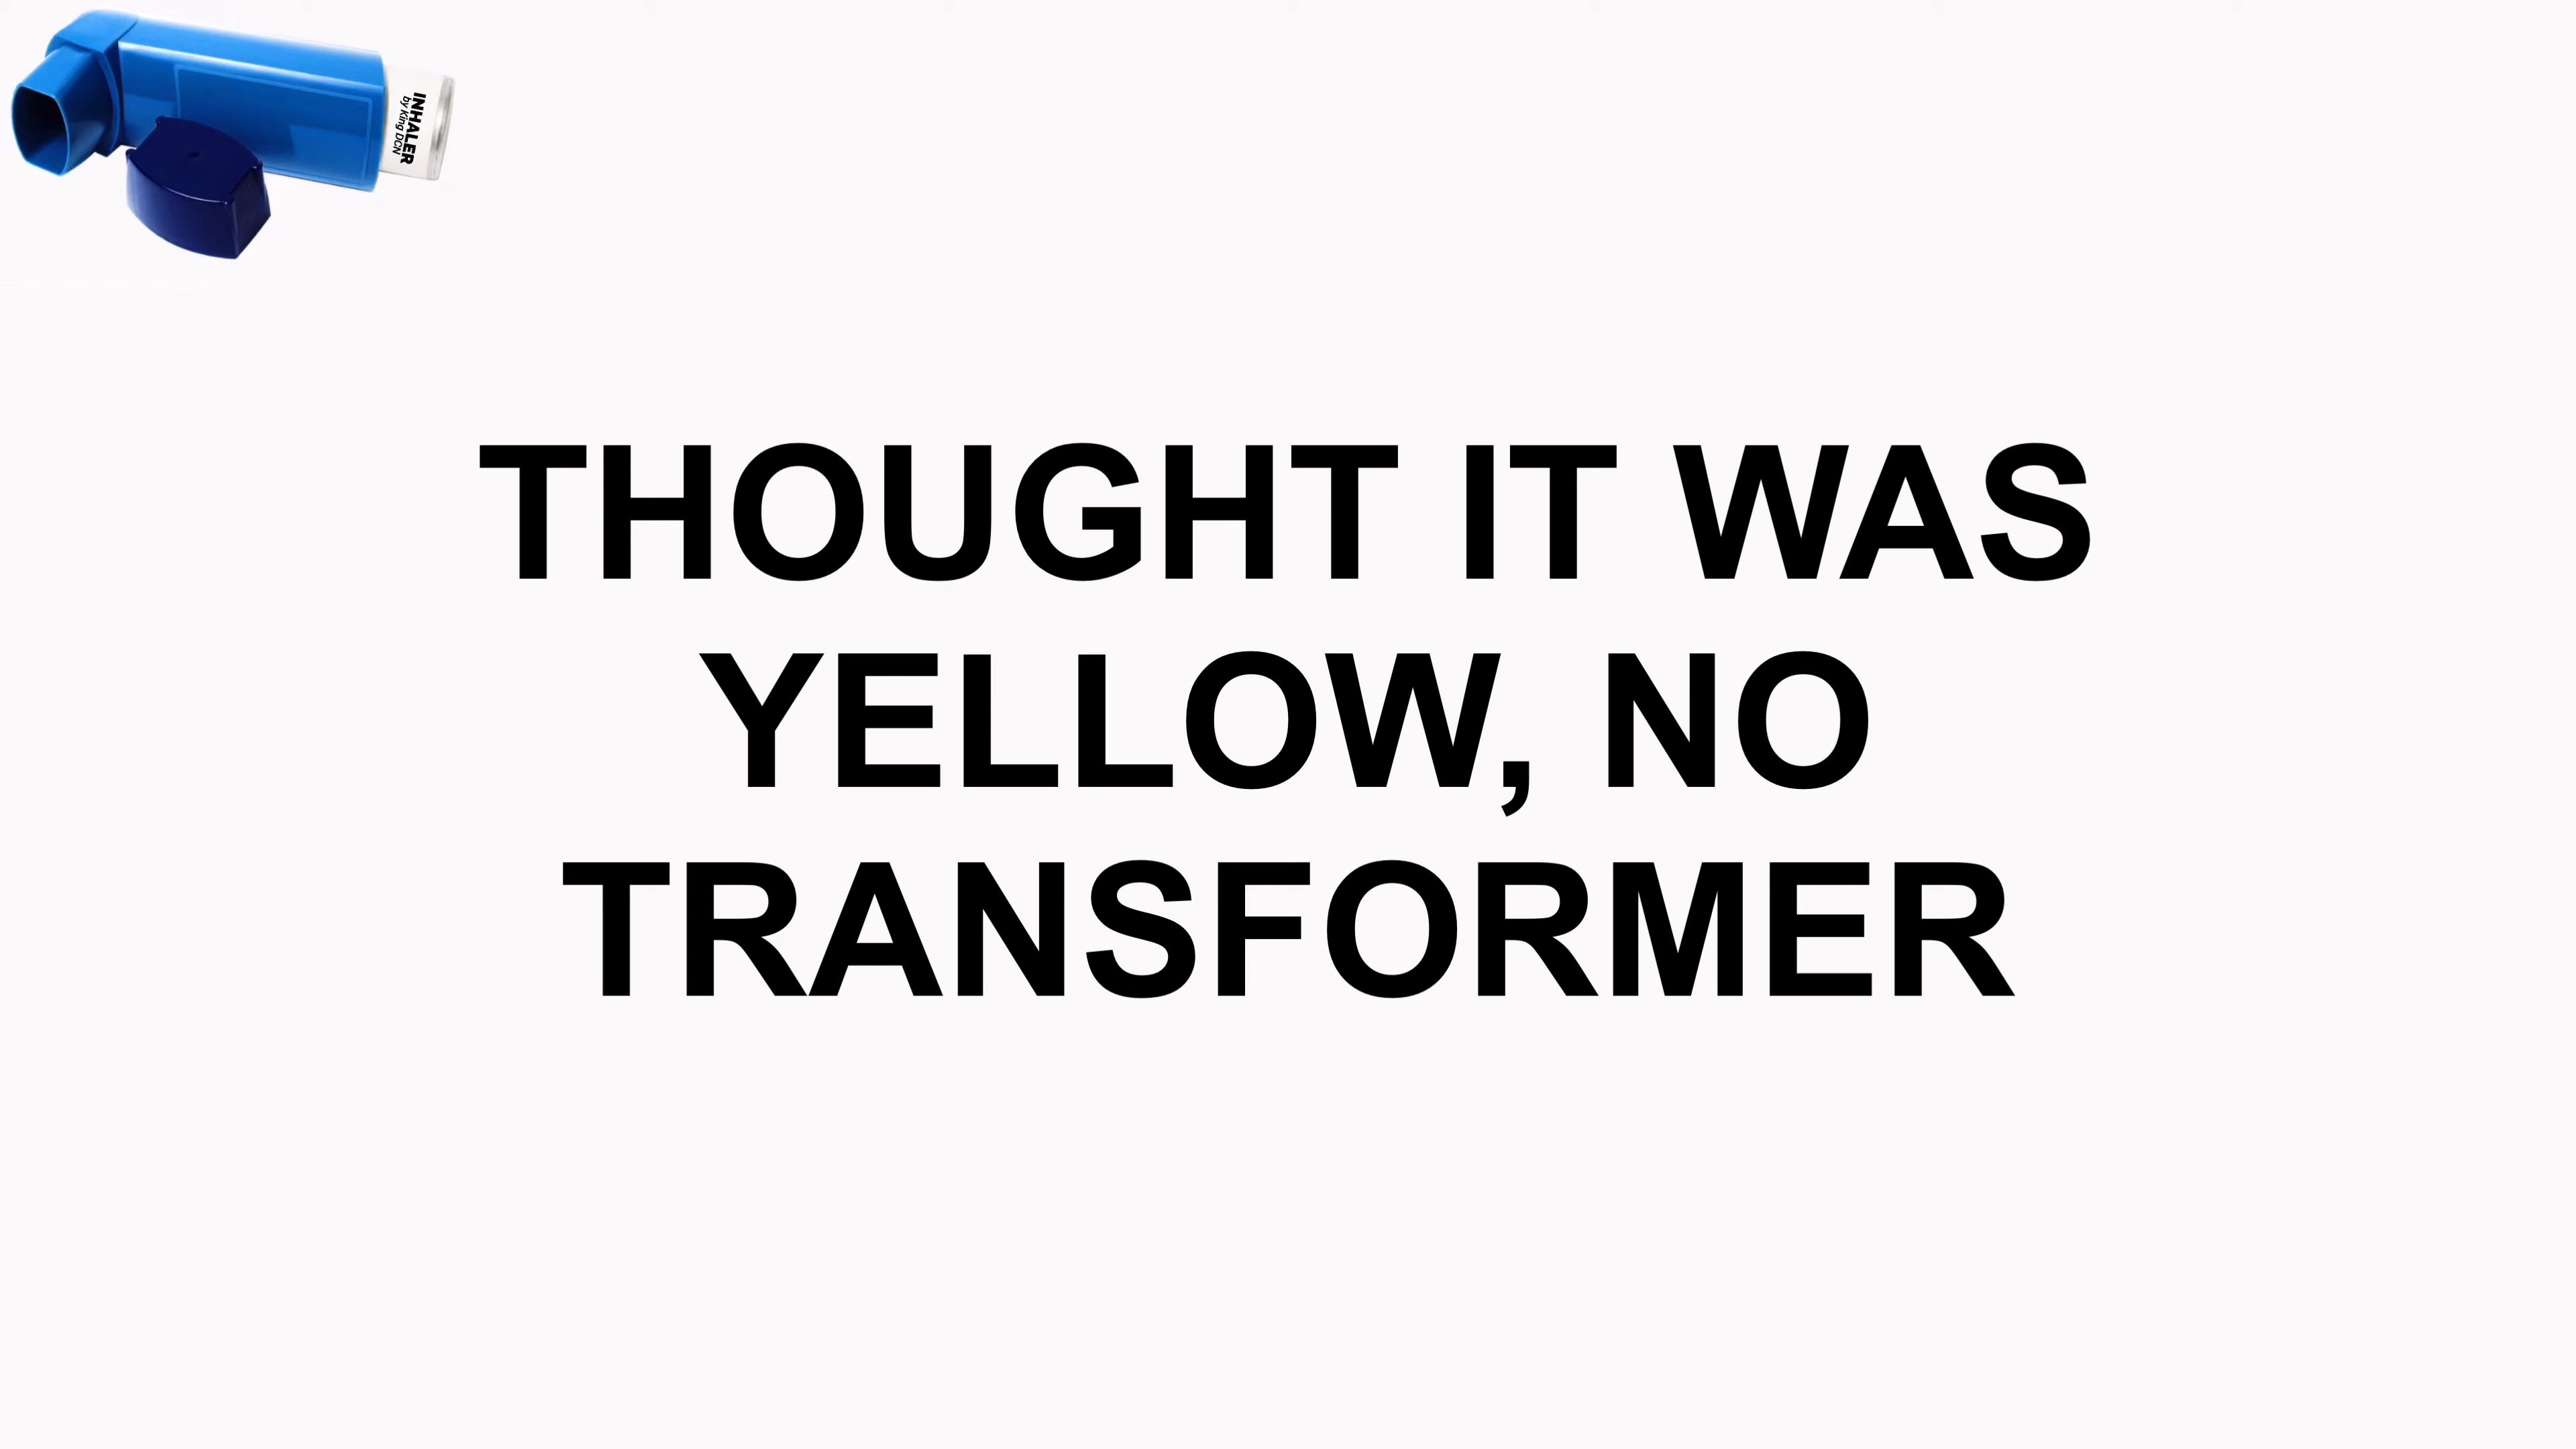 INHALER
by King DCN
THOUGHT IT WAS
YELLOW, NO
TRANSFORMER